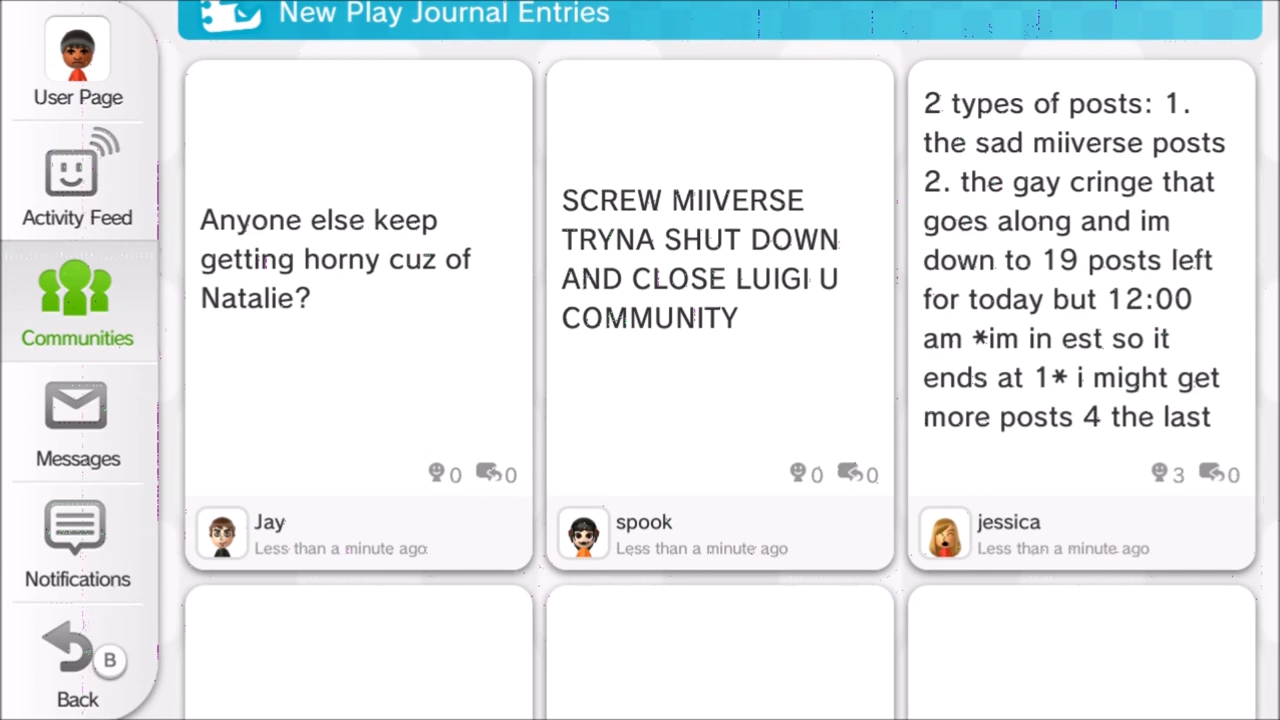 New Play Journal Entries
User Page
Activity Feed
Communities
Messages
Notifications
B
Back
Anyone else keep
getting horny cuz of
Natalie?
0 0
Jay
Less than a minute ago
SCREW MIIVERSE
TRYNA SHUT DOWN
AND CLOSE LUIGI U
COMMUNITY
0 0
spook
Less than a minute ago
2 types of posts: 1.
the sad miiverse posts
2. the gay cringe that
goes along and im
down to 19 posts left
for today but 12:00
am *im in est so it
ends at 1* i might get
more posts 4 the last
3 0
jessica
Less than a minute ago